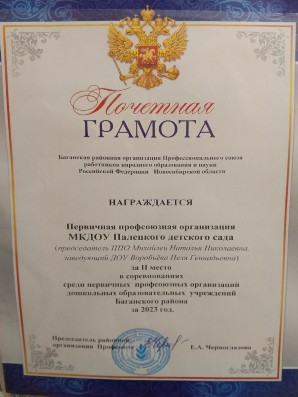 Почетная
ГРАМОТА
Баганская районная организация Профессионального союза
работников народного образования и науки
Российской Федерации Новосибирской области
НАГРАЖДАЕТСЯ
Первичная профсоюзная организация
МКДОУ Палецкого детского сада
(председатель ППО Михайлец Наталья Николаевна,
заведующий ДОУ Воробьёва Неля Геннадьевна)
за II место
в соревнованиях
среди первичных профсоюзных организаций
дошкольных образовательных учреждений
Баганского района
за 2023 год.
Председатель районной
организации Профсоюза
Е.А. Черноглядова